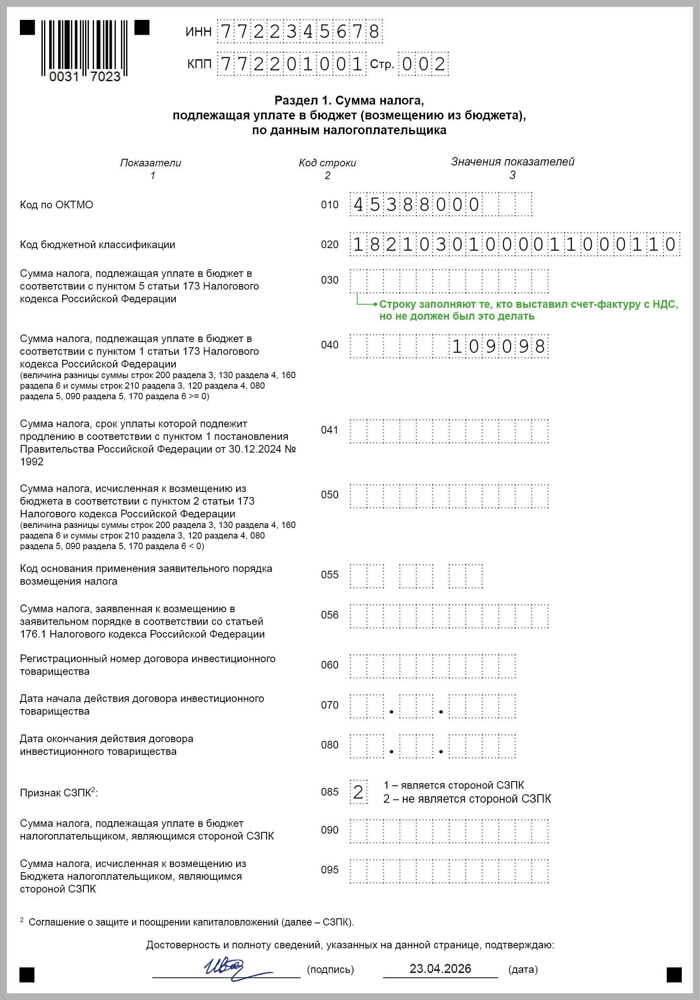 0031 7023
ИНН 7722345678
КПП 772201001 Стр. 002
Раздел 1. Сумма налога,
подлежащая уплате в бюджет (возмещению из бюджета),
по данным налогоплательщика
Показатели Код строки Значения показателей
1 2 3
Код по ОКТМО 010 45388000
Код бюджетной классификации 020 18210301000011000110
Сумма налога, подлежащая уплате в бюджет в
соответствии с пунктом 5 статьи 173 Налогового
кодекса Российской Федерации
030
Строку заполняют те, кто выставил счет-фактуру с НДС,
но не должен был это делать
Сумма налога, подлежащая уплате в бюджет в
соответствии с пунктом 1 статьи 173 Налогового
кодекса Российской Федерации
(величина разницы суммы строк 200 раздела 3, 130 раздела 4, 160
раздела 6 и суммы строк 210 раздела 3, 120 раздела 4, 080
раздела 5, 090 раздела 5, 170 раздела 6 >= 0)
040 109098
Сумма налога, срок уплаты которой подлежит
продлению в соответствии с пунктом 1 постановления
Правительства Российской Федерации от 30.12.2024 №
1992
041
Сумма налога, исчисленная к возмещению из
бюджета в соответствии с пунктом 2 статьи 173
Налогового кодекса Российской Федерации
(величина разницы суммы строк 200 раздела 3, 130 раздела 4, 160
раздела 6 и суммы строк 210 раздела 3, 120 раздела 4, 080
раздела 5, 090 раздела 5, 170 раздела 6 < 0)
050
Код основания применения заявительного порядка
возмещения налога
055
Сумма налога, заявленная к возмещению в
заявительном порядке в соответствии со статьей
176.1 Налогового кодекса Российской Федерации
056
Регистрационный номер договора инвестиционного
товарищества
060
Дата начала действия договора инвестиционного
товарищества
070 . .
Дата окончания действия договора
инвестиционного товарищества
080 . .
Признак СЗПК²: 085 2
1 – является стороной СЗПК
2 – не является стороной СЗПК
Сумма налога, подлежащая уплате в бюджет
налогоплательщиком, являющимся стороной СЗПК
090
Сумма налога, исчисленная к возмещению из
Бюджета налогоплательщиком, являющимся
стороной СЗПК
095
² Соглашение о защите и поощрении капиталовложений (далее – СЗПК).
Достоверность и полноту сведений, указанных на данной странице, подтверждаю:
(подпись) 23.04.2026 (дата)